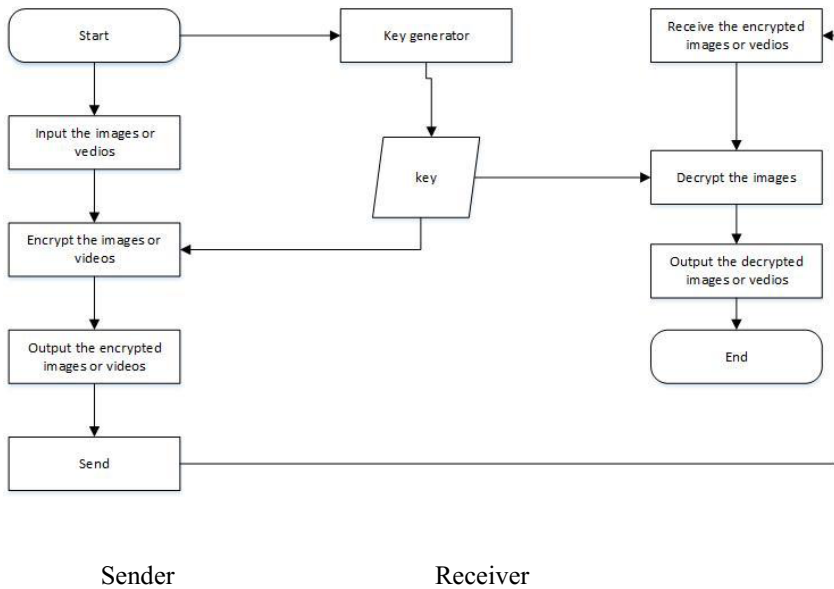 Start
Key generator
Receive the encrypted
images or vedios
Input the images or
vedios
key
Decrypt the images
Encrypt the images or
videos
Output the decrypted
images or vedios
Output the encrypted
images or videos
End
Send
Sender
Receiver